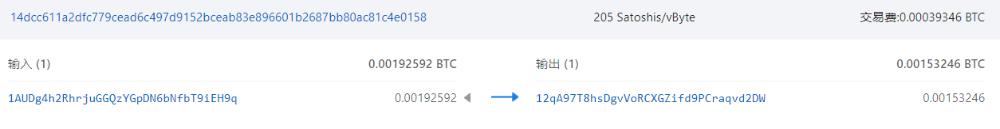 14dcc611a2dfc779cead6c497d9152bceab83e896601b2687bb80ac81c4e0158 205 Satoshis/vByte 交易费:0.00039346 BTC
输入 (1) 0.00192592 BTC 输出 (1) 0.00153246 BTC
1AUDg4h2RhrjuGGQzYGpDN6bNfbT9iEH9q 0.00192592 12qA97T8hsDgvVoRCXGZifd9PCraqvd2DW 0.00153246